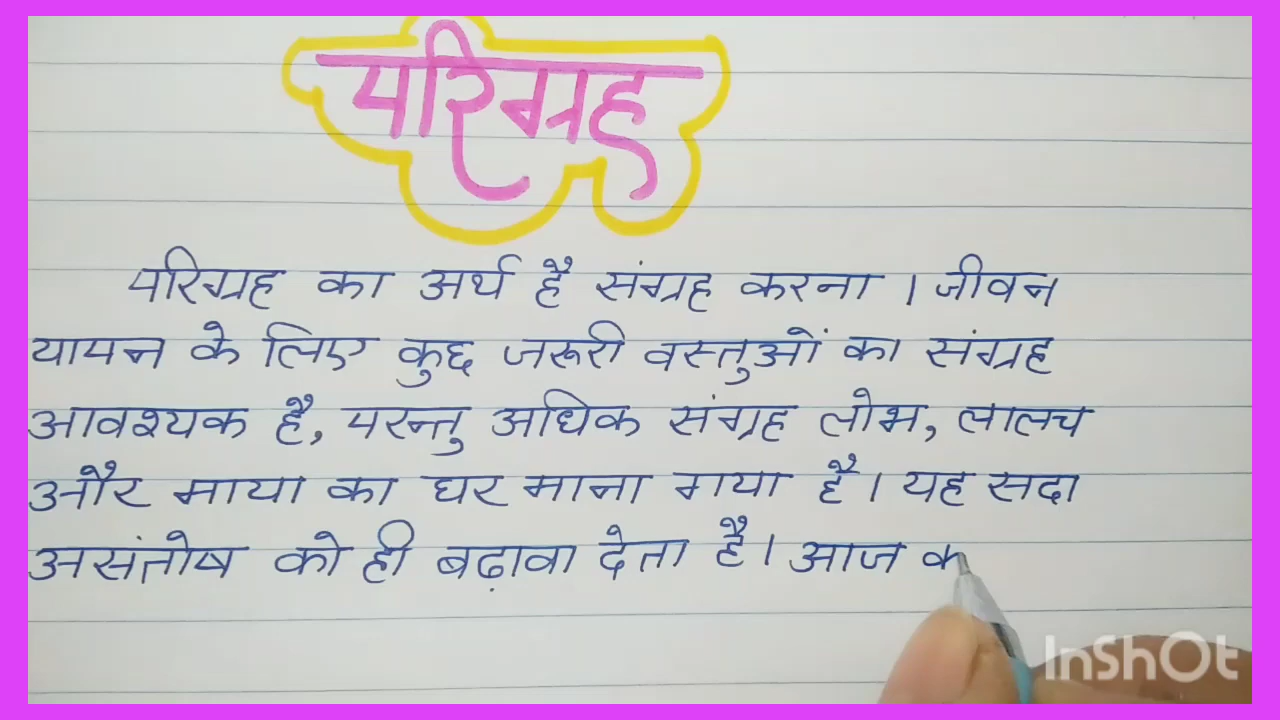 परिग्रह
परिग्रह का अर्थ है संग्रह करना । जीवन
यापन के लिए कुछ जरूरी वस्तुओं का संग्रह
आवश्यक है, परन्तु अधिक संग्रह लोभ, लालच
और माया का घर माना गया है। यह सदा
असंतोष को ही बढ़ावा देता है। आज क
InShOt